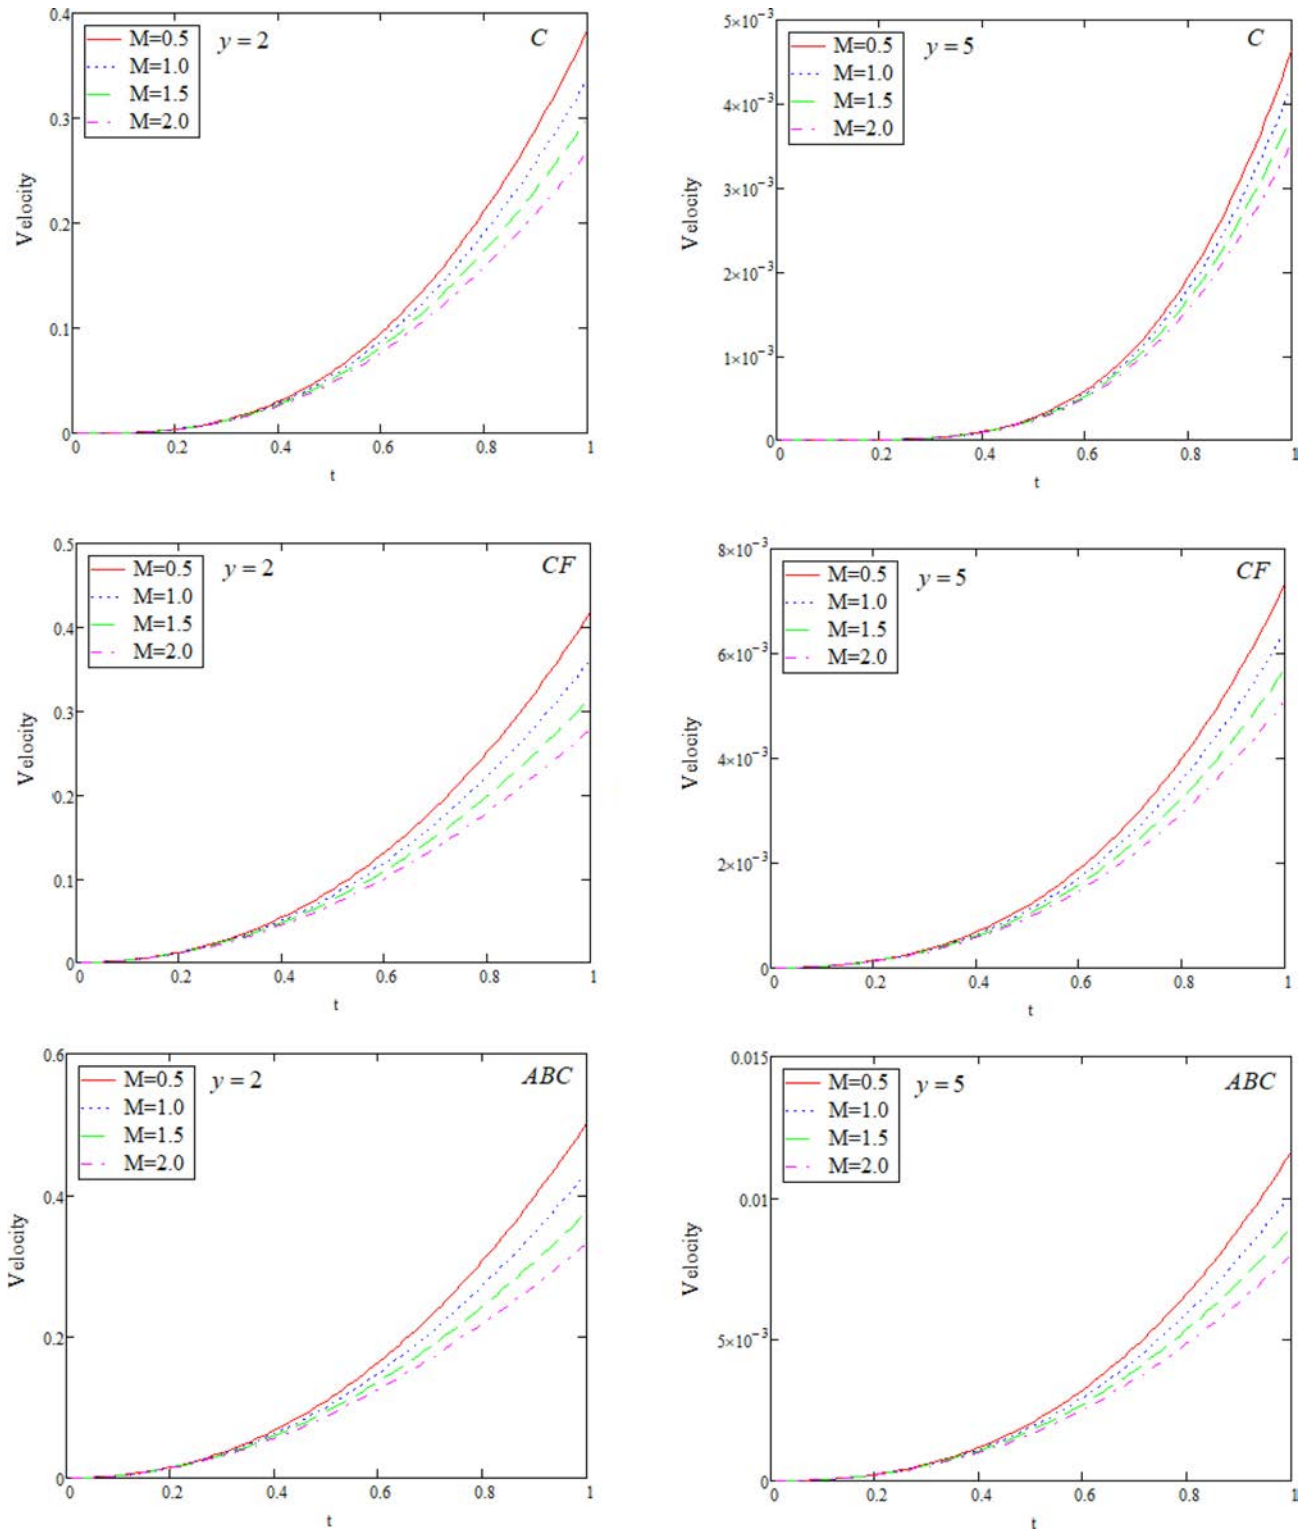 0.4
M=0.5
M=1.0
M=1.5
M=2.0
y = 2
C
0.3
Velocity
0.2
0.1
0
0 0.2 0.4 0.6 0.8 1
t
5×10⁻³
M=0.5
M=1.0
M=1.5
M=2.0
y = 5
C
4×10⁻³
3×10⁻³
Velocity
2×10⁻³
1×10⁻³
0
0 0.2 0.4 0.6 0.8 1
t
0.5
M=0.5
M=1.0
M=1.5
M=2.0
y = 2
CF
0.4
0.3
Velocity
0.2
0.1
0
0 0.2 0.4 0.6 0.8 1
t
8×10⁻³
M=0.5
M=1.0
M=1.5
M=2.0
y = 5
CF
6×10⁻³
Velocity
4×10⁻³
2×10⁻³
0
0 0.2 0.4 0.6 0.8 1
t
0.6
M=0.5
M=1.0
M=1.5
M=2.0
y = 2
ABC
0.4
Velocity
0.2
0
0 0.2 0.4 0.6 0.8 1
t
0.015
M=0.5
M=1.0
M=1.5
M=2.0
y = 5
ABC
0.01
Velocity
5×10⁻³
0
0 0.2 0.4 0.6 0.8 1
t